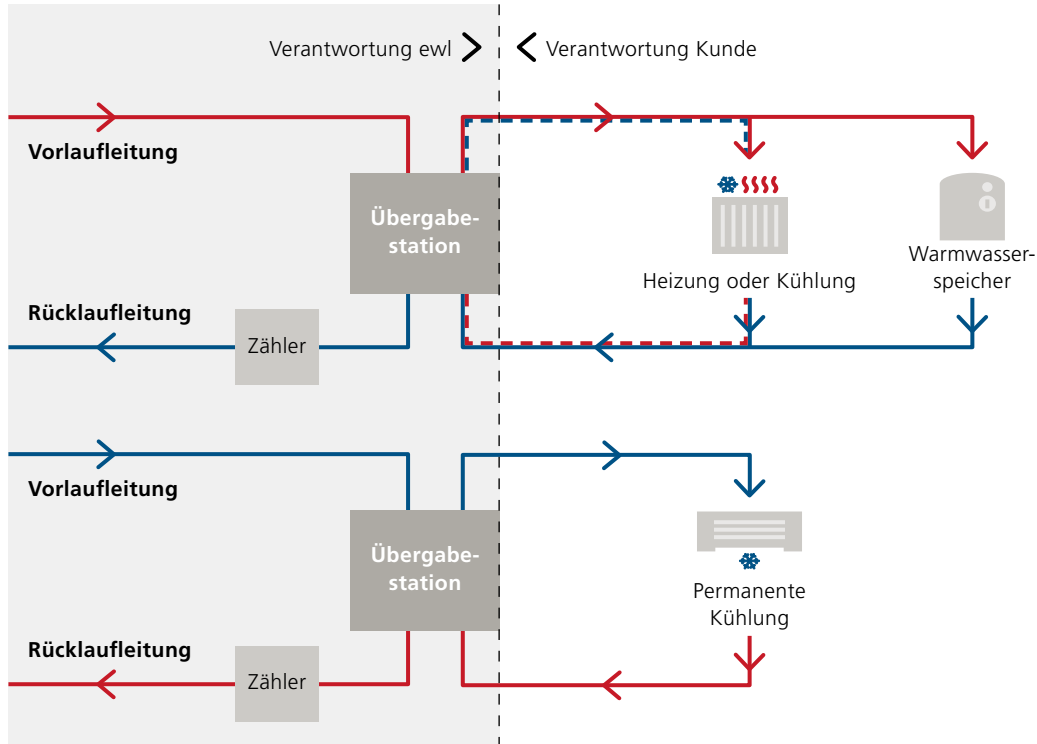 Verantwortung ewl
Verantwortung Kunde
Vorlaufleitung
Übergabe-
station
Heizung oder Kühlung
Warmwasser-
speicher
Rücklaufleitung
Zähler
Vorlaufleitung
Übergabe-
station
Permanente
Kühlung
Rücklaufleitung
Zähler